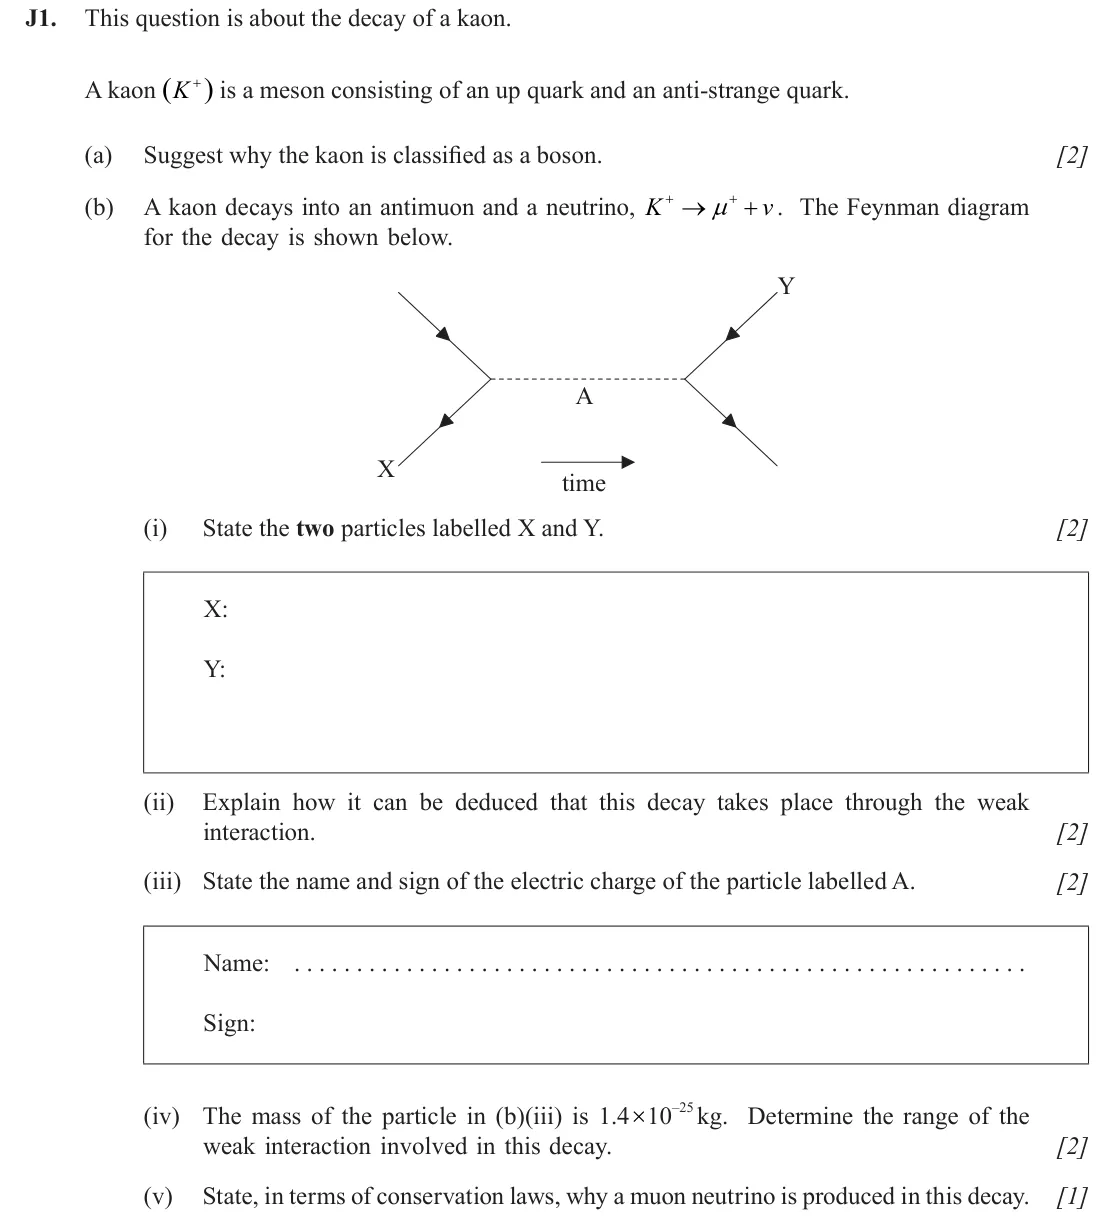 J1. This question is about the decay of a kaon.
A kaon (K⁺) is a meson consisting of an up quark and an anti-strange quark.
(a) Suggest why the kaon is classified as a boson. [2]
(b) A kaon decays into an antimuon and a neutrino, K⁺ → μ⁺ + ν. The Feynman diagram
for the decay is shown below.
Y
A
X
time
(i) State the two particles labelled X and Y. [2]
X:
Y:
(ii) Explain how it can be deduced that this decay takes place through the weak
interaction. [2]
(iii) State the name and sign of the electric charge of the particle labelled A. [2]
Name: . . . . . . . . . . . . . . . . . . . . . . . . . . . . . . . . . . . . . . . . . . . . . . . . . . . . . . . . . . .
Sign:
(iv) The mass of the particle in (b)(iii) is 1.4×10⁻²⁵ kg. Determine the range of the
weak interaction involved in this decay. [2]
(v) State, in terms of conservation laws, why a muon neutrino is produced in this decay. [1]